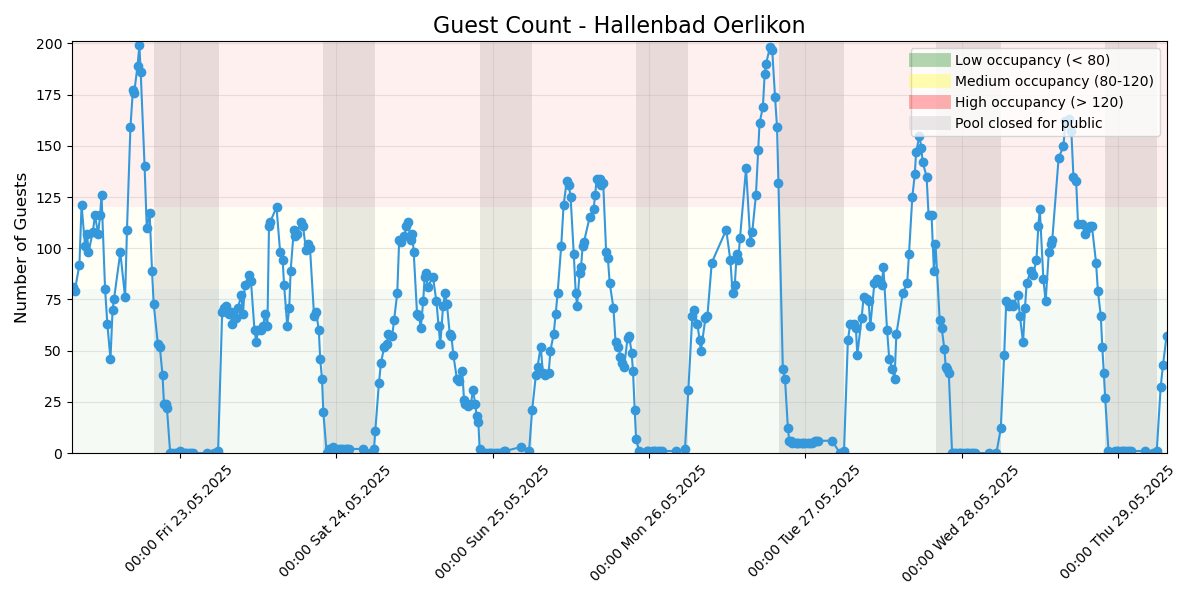 Guest Count - Hallenbad Oerlikon
Number of Guests
200
175
150
125
100
75
50
25
0
Low occupancy (< 80)
Medium occupancy (80-120)
High occupancy (> 120)
Pool closed for public
00:00 Fri 23.05.2025
00:00 Sat 24.05.2025
00:00 Sun 25.05.2025
00:00 Mon 26.05.2025
00:00 Tue 27.05.2025
00:00 Wed 28.05.2025
00:00 Thu 29.05.2025